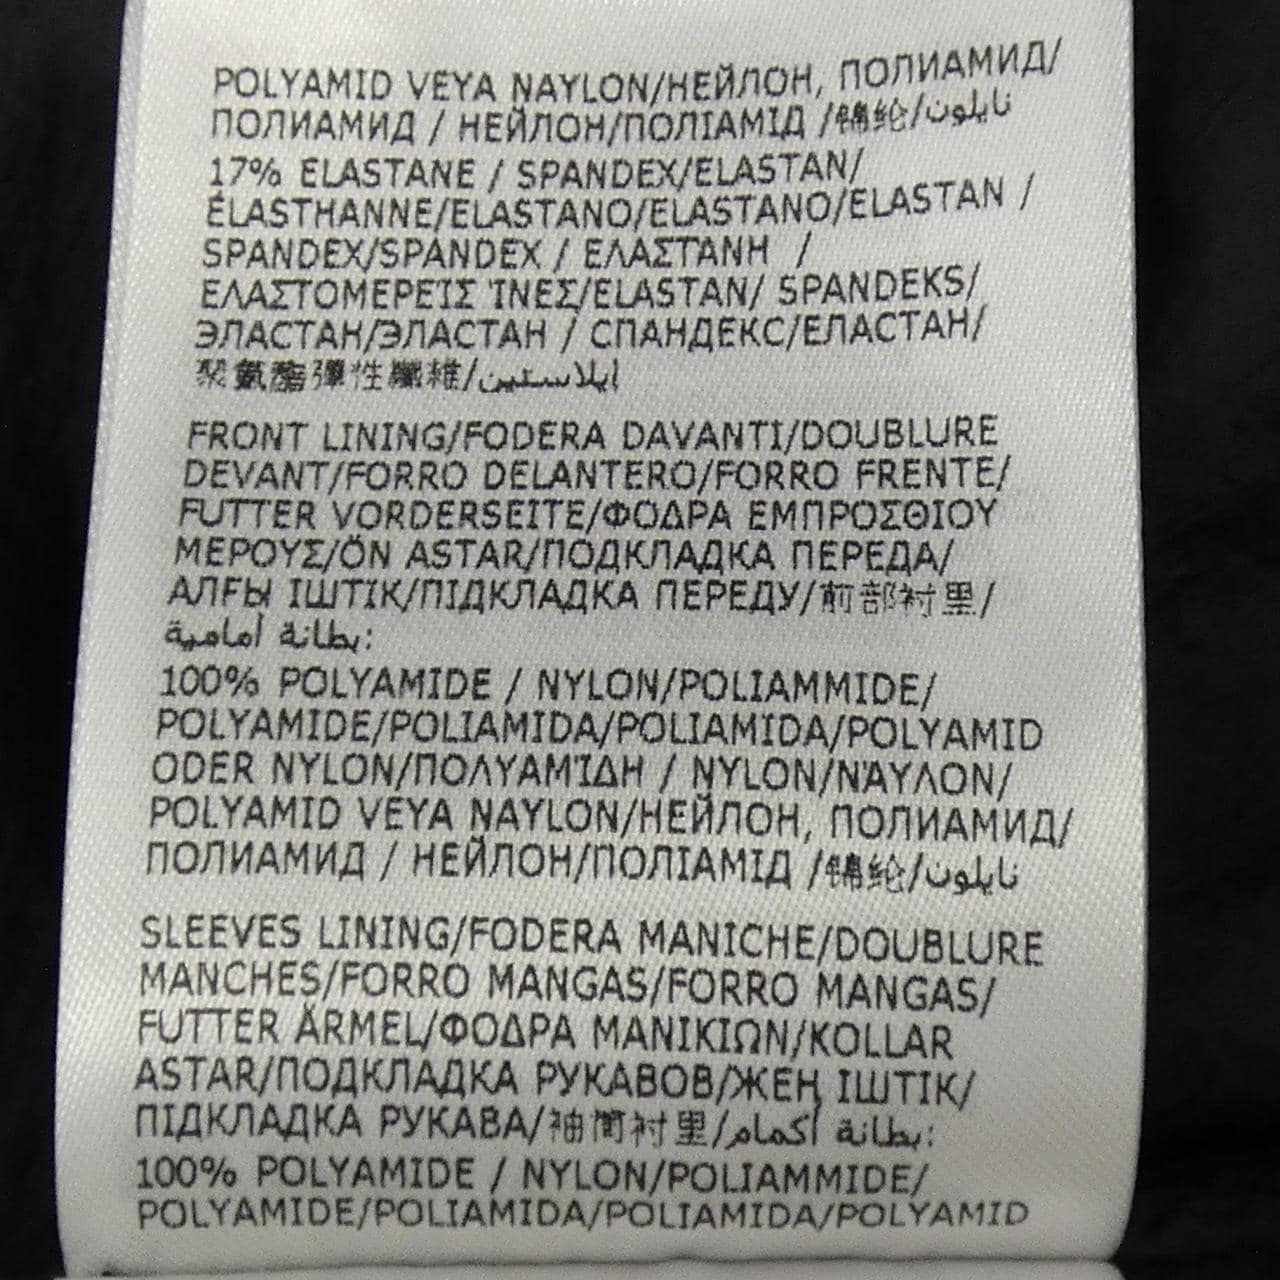 POLYAMID VEYA NAYLON/НЕЙЛОН, ПОЛИАМИД/
ПОЛИАМИД / НЕЙЛОН/ПОЛІАМІД /锦纶/نايلون
17% ELASTANE / SPANDEX/ELASTAN/
ÉLASTHANNE/ELASTANO/ELASTANO/ELASTAN /
SPANDEX/SPANDEX / ΕΛΑΣΤΆΝΗ /
ΕΛΑΣΤΟΜΕΡΕΊΣ ΊΝΕΣ/ELASTAN/ SPANDEKS/
ЭЛАСТАН/ЭЛАСТАН / СПАНДЕКС/ЕЛАСТАН/
聚氨酯彈性纖維/ايلاستين
FRONT LINING/FODERA DAVANTI/DOUBLURE
DEVANT/FORRO DELANTERO/FORRO FRENTE/
FUTTER VORDERSEITE/ΦΟΔΡΑ ΕΜΠΡΟΣΘΙΟΥ
ΜΕΡΟΥΣ/ÖN ASTAR/ПОДКЛАДКА ПЕРЕДА/
АЛҒЫ ІШТІК/ПІДКЛАДКА ПЕРЕДУ/前部衬里/
بطانة أمامية:
100% POLYAMIDE / NYLON/POLIAMMIDE/
POLYAMIDE/POLIAMIDA/POLIAMIDA/POLYAMID
ODER NYLON/ΠΟΛΥΑΜΊΔΗ / NYLON/ΝΆΥΛΟΝ/
POLYAMID VEYA NAYLON/НЕЙЛОН, ПОЛИАМИД/
ПОЛИАМИД / НЕЙЛОН/ПОЛІАМІД /锦纶/نايلون
SLEEVES LINING/FODERA MANICHE/DOUBLURE
MANCHES/FORRO MANGAS/FORRO MANGAS/
FUTTER ÄRMEL/ΦΟΔΡΑ ΜΑΝΙΚΙΩΝ/KOLLAR
ASTAR/ПОДКЛАДКА РУКАВОВ/ЖЕҢ ІШТІК/
ПІДКЛАДКА РУКАВА/袖筒衬里/بطانة أكمام:
100% POLYAMIDE / NYLON/POLIAMMIDE/
POLYAMIDE/POLIAMIDA/POLIAMIDA/POLYAMID